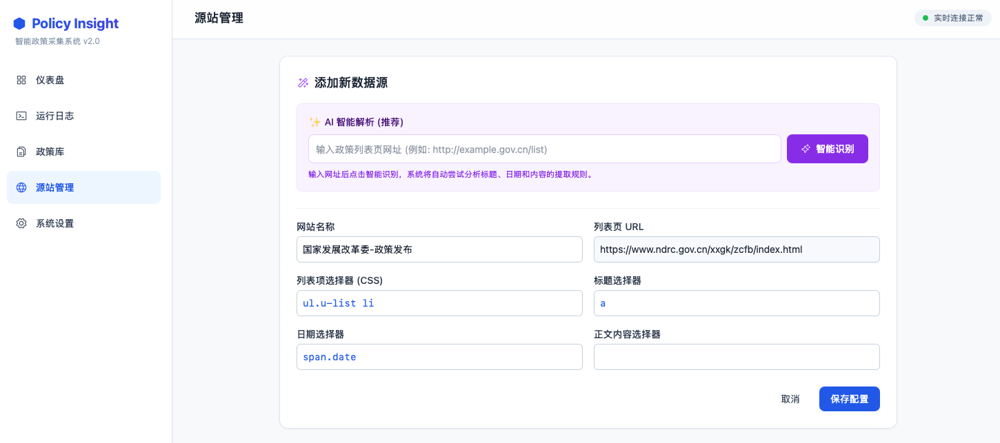 Policy Insight
智能政策采集系统 v2.0
仪表盘
运行日志
政策库
源站管理
系统设置
源站管理
实时连接正常
添加新数据源
✨ AI 智能解析 (推荐)
输入政策列表页网址 (例如: http://example.gov.cn/list)
智能识别
输入网址后点击智能识别，系统将自动尝试分析标题、日期和内容的提取规则。
网站名称
列表页 URL
国家发展改革委-政策发布
https://www.ndrc.gov.cn/xxgk/zcfb/index.html
列表项选择器 (CSS)
标题选择器
ul.u-list li
a
日期选择器
正文内容选择器
span.date
取消
保存配置